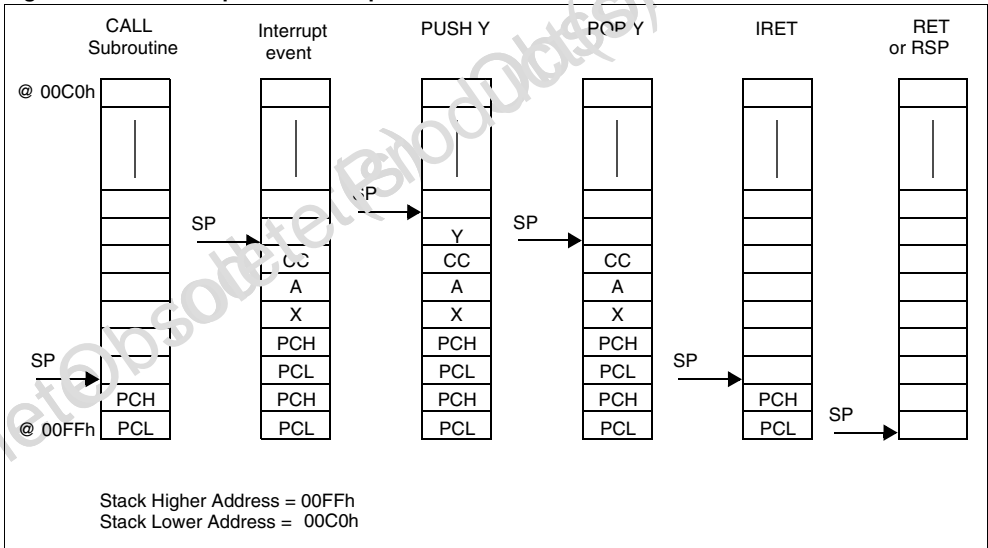 CALL Subroutine
Interrupt event
PUSH Y
POP Y
IRET
RET or RSP
@ 00C0h
SP
SP
SP
Y
CC
CC
CC
A
A
A
X
X
X
PCH
PCH
PCH
SP
SP
PCL
PCL
PCL
PCH
PCH
PCH
PCH
PCH
SP
@ 00FFh
PCL
PCL
PCL
PCL
PCL
Stack Higher Address = 00FFh
Stack Lower Address = 00C0h